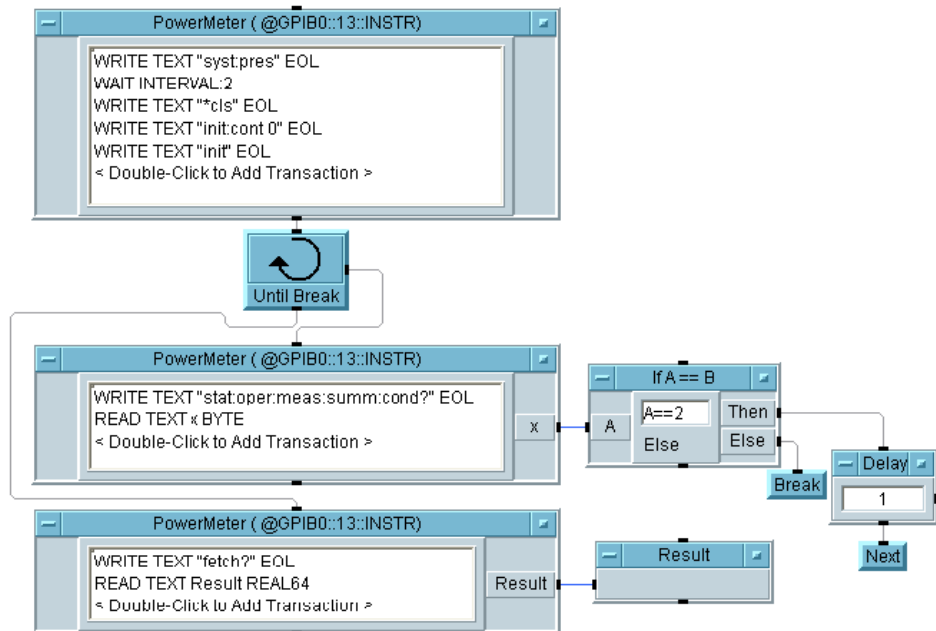 PowerMeter ( @GPIB0::13::INSTR)
WRITE TEXT "syst:pres" EOL
WAIT INTERVAL:2
WRITE TEXT "*cls" EOL
WRITE TEXT "init:cont 0" EOL
WRITE TEXT "init" EOL
< Double-Click to Add Transaction >
Until Break
PowerMeter ( @GPIB0::13::INSTR)
WRITE TEXT "stat:oper:meas:summ:cond?" EOL
READ TEXT x BYTE
< Double-Click to Add Transaction >
x
If A == B
A
A==2
Else
Then
Else
Break
Delay
1
Next
PowerMeter ( @GPIB0::13::INSTR)
WRITE TEXT "fetch?" EOL
READ TEXT Result REAL64
< Double-Click to Add Transaction >
Result
Result